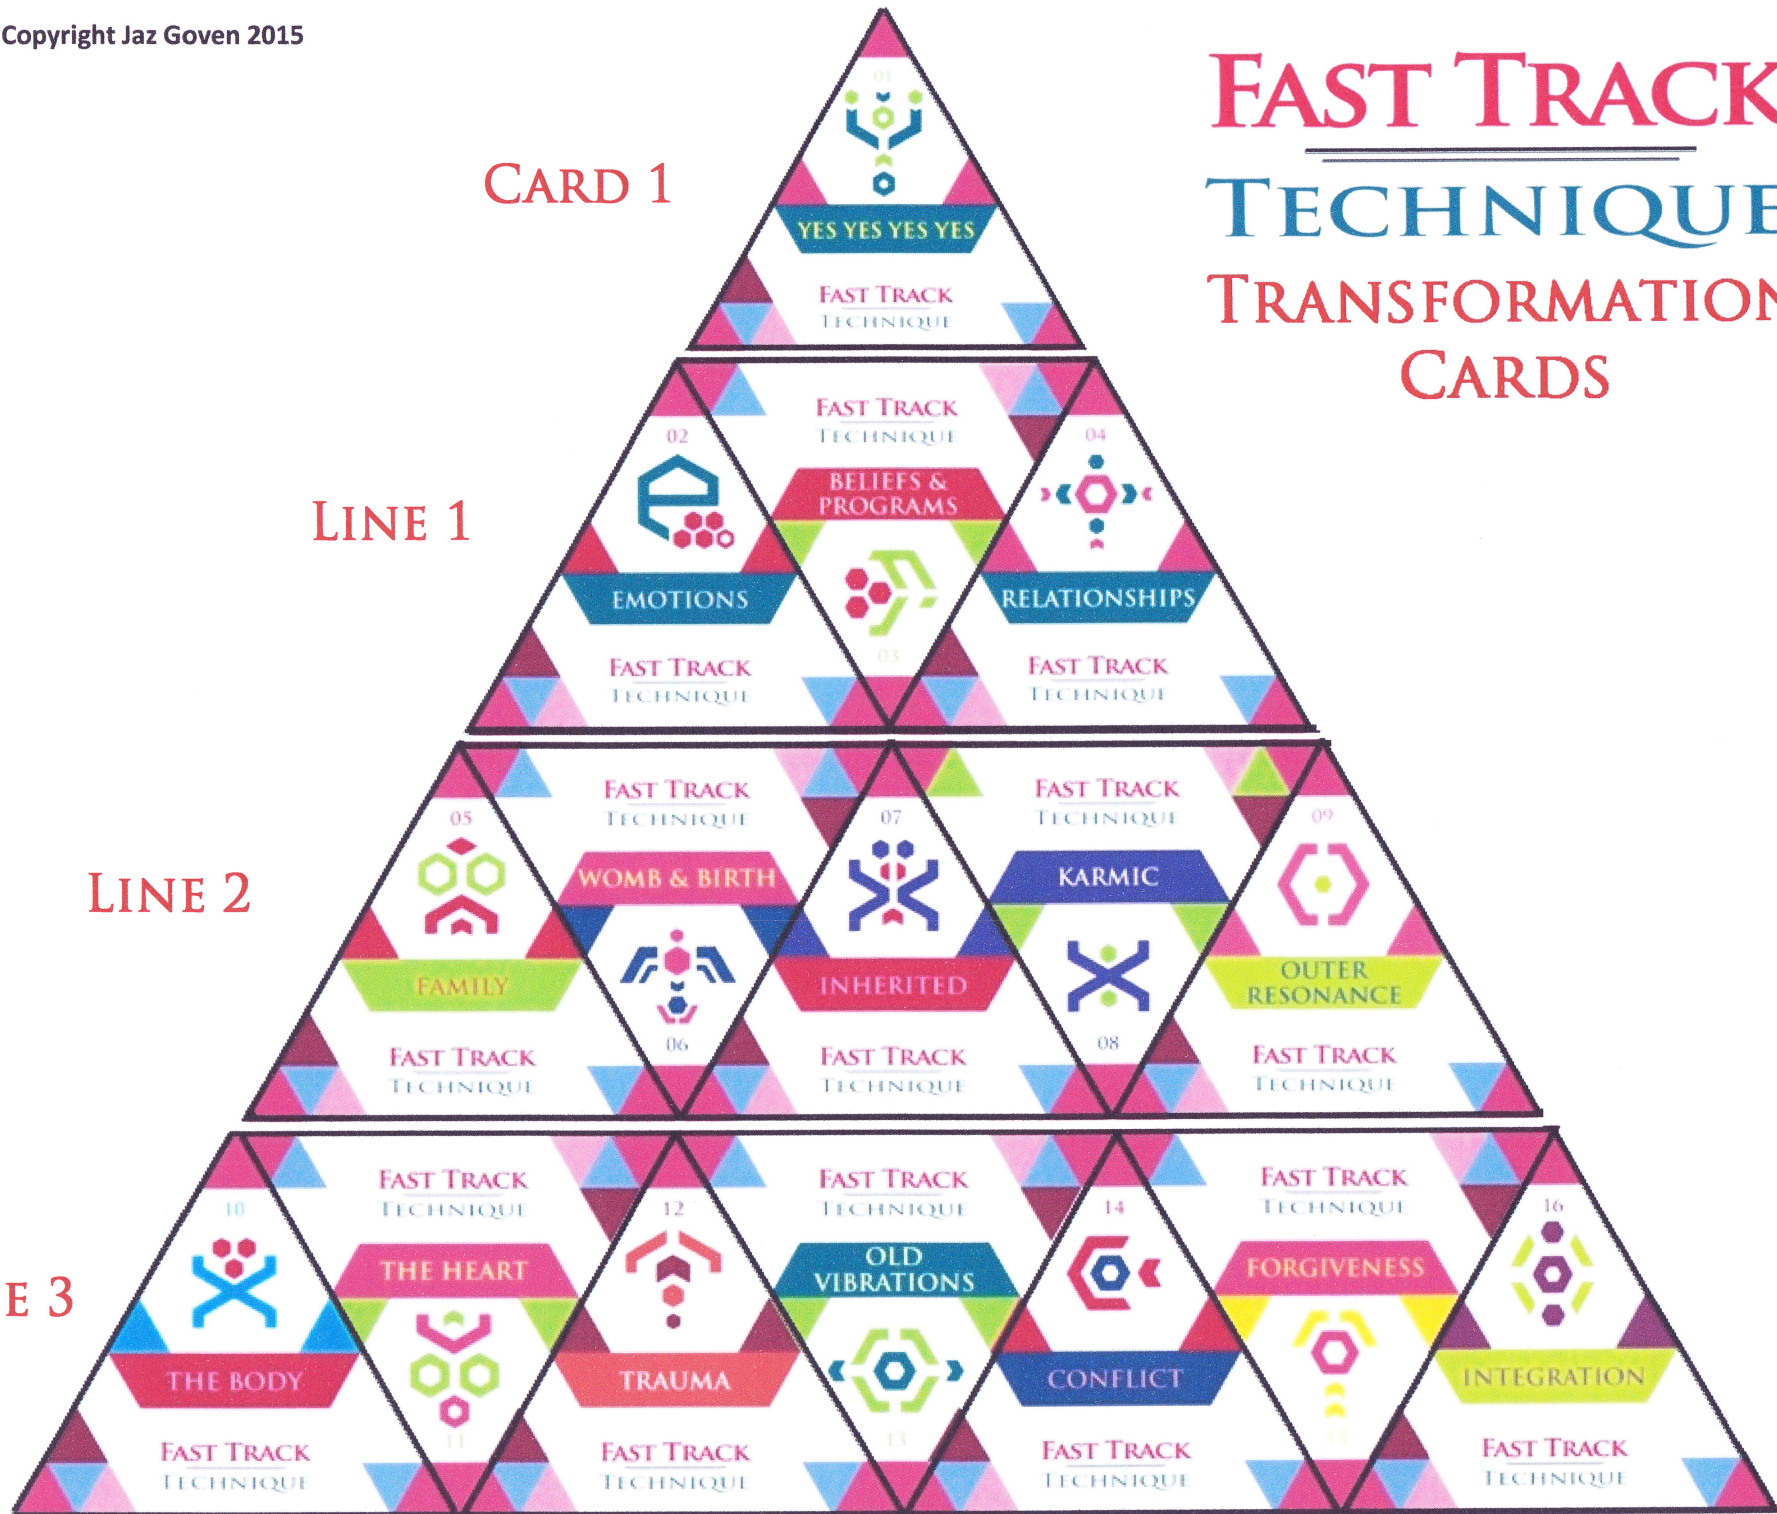 Copyright Jaz Goven 2015
FAST TRACK
TECHNIQUE
TRANSFORMATION
CARDS
CARD 1
01
YES YES YES YES
FAST TRACK
TECHNIQUE
LINE 1
02
EMOTIONS
FAST TRACK
TECHNIQUE
FAST TRACK
TECHNIQUE
BELIEFS &
PROGRAMS
03
04
RELATIONSHIPS
FAST TRACK
TECHNIQUE
LINE 2
05
FAMILY
FAST TRACK
TECHNIQUE
FAST TRACK
TECHNIQUE
WOMB & BIRTH
06
07
INHERITED
FAST TRACK
TECHNIQUE
FAST TRACK
TECHNIQUE
KARMIC
08
09
OUTER
RESONANCE
FAST TRACK
TECHNIQUE
E 3
10
THE BODY
FAST TRACK
TECHNIQUE
FAST TRACK
TECHNIQUE
THE HEART
11
12
TRAUMA
FAST TRACK
TECHNIQUE
FAST TRACK
TECHNIQUE
OLD
VIBRATIONS
13
14
CONFLICT
FAST TRACK
TECHNIQUE
FAST TRACK
TECHNIQUE
FORGIVENESS
15
16
INTEGRATION
FAST TRACK
TECHNIQUE